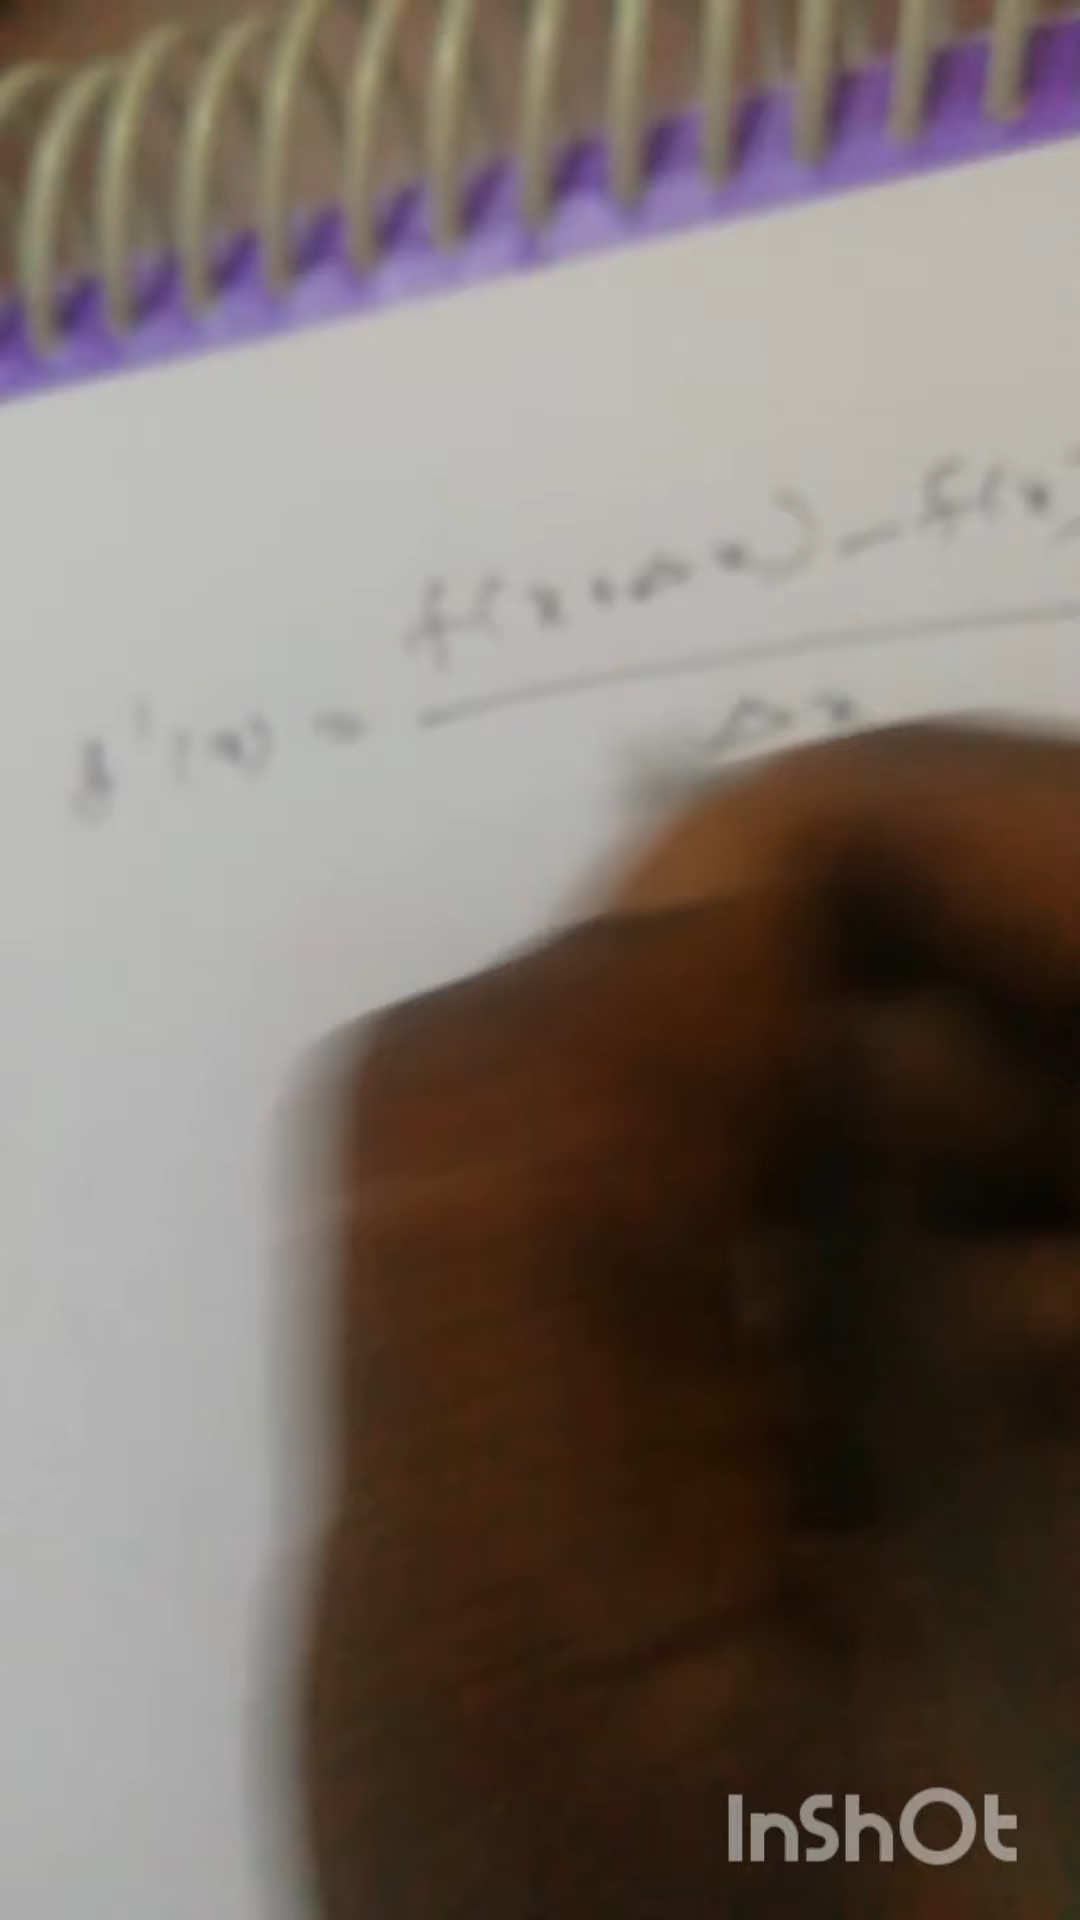 f'(x) = f(x+Δx) - f(x)
Δx
InShOt